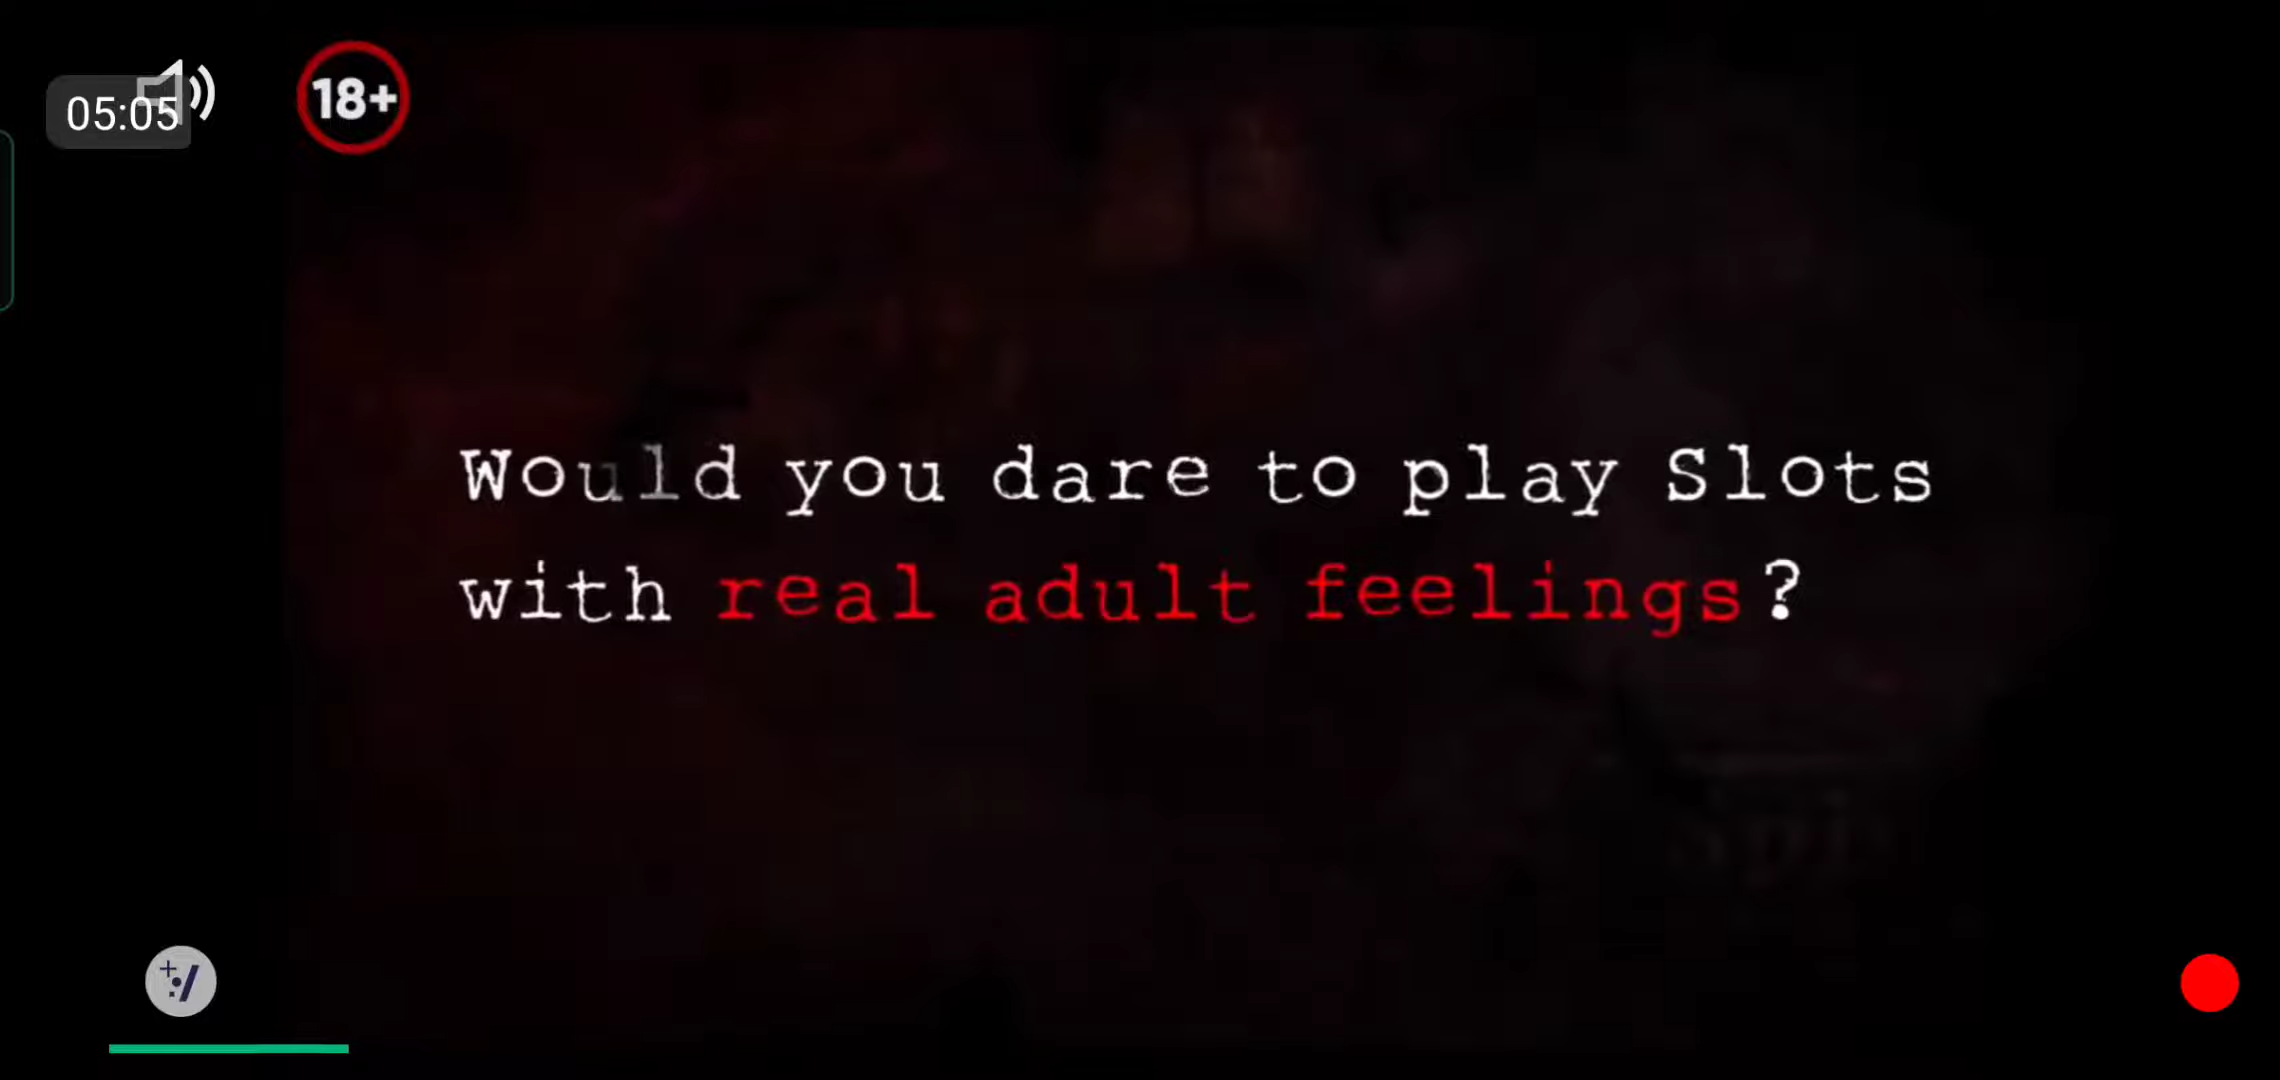 05:05
18+
Would you dare to play Slots
with real adult feelings?